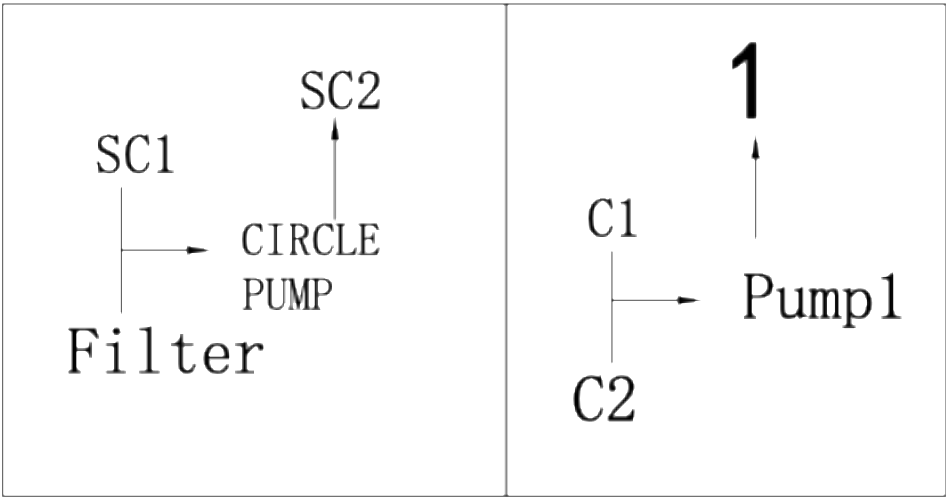 SC2
SC1
CIRCLE
PUMP
Filter
1
C1
Pump1
C2